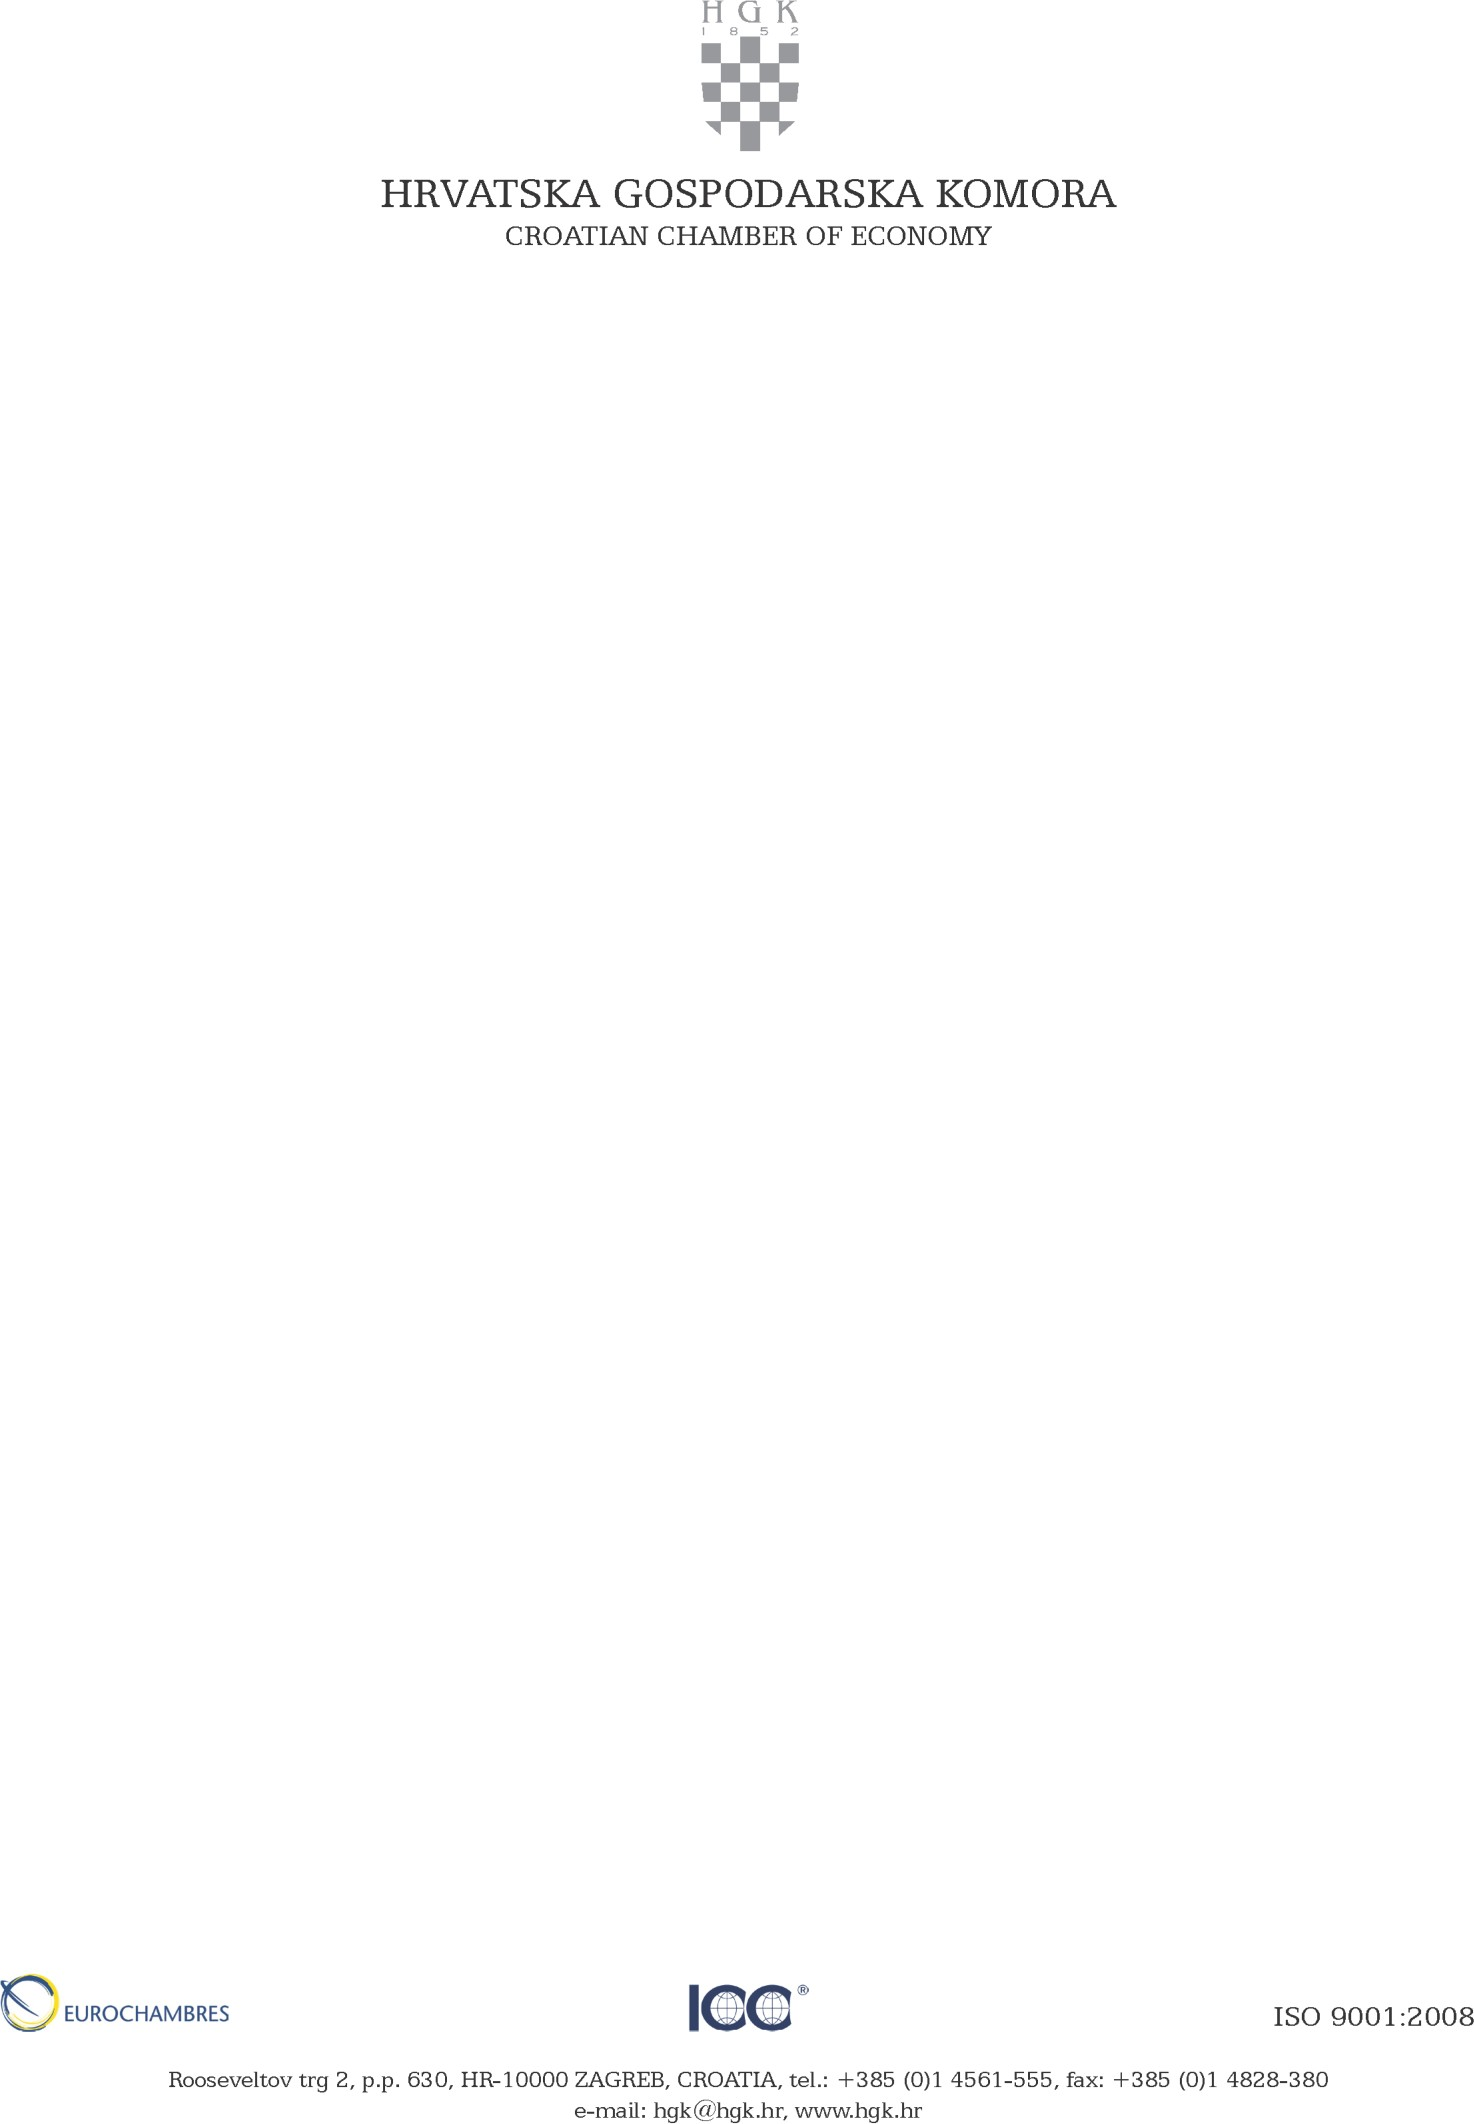 H G K
1 8 5 2
HRVATSKA GOSPODARSKA KOMORA
CROATIAN CHAMBER OF ECONOMY
EUROCHAMBRES
ICC®
ISO 9001:2008
Rooseveltov trg 2, p.p. 630, HR-10000 ZAGREB, CROATIA, tel.: +385 (0)1 4561-555, fax: +385 (0)1 4828-380
e-mail: hgk@hgk.hr, www.hgk.hr